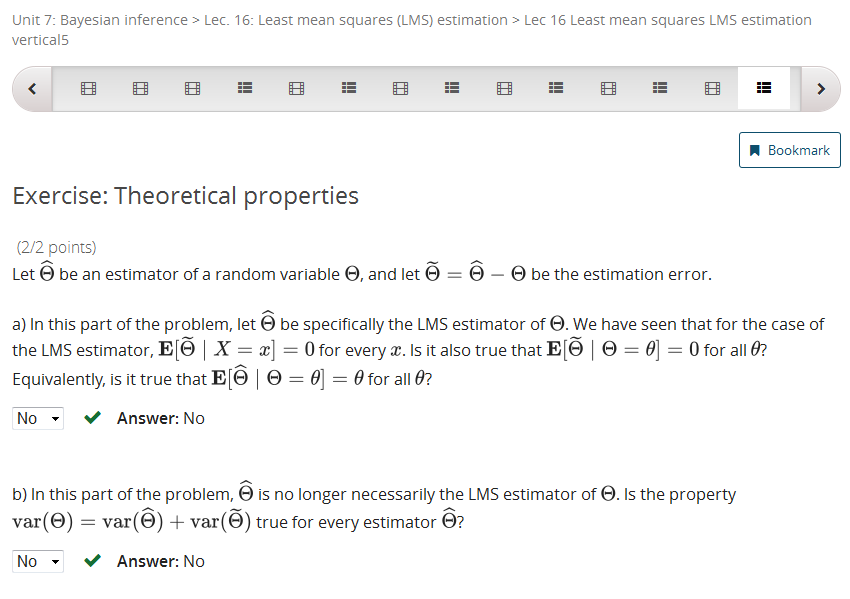 Unit 7: Bayesian inference > Lec. 16: Least mean squares (LMS) estimation > Lec 16 Least mean squares LMS estimation
vertical5
Bookmark
Exercise: Theoretical properties
(2/2 points)
Let Θ̂ be an estimator of a random variable Θ, and let Θ̃ = Θ̂ − Θ be the estimation error.
a) In this part of the problem, let Θ̂ be specifically the LMS estimator of Θ. We have seen that for the case of
the LMS estimator, E[Θ̃ | X = x] = 0 for every x. Is it also true that E[Θ̃ | Θ = θ] = 0 for all θ?
Equivalently, is it true that E[Θ̂ | Θ = θ] = θ for all θ?
No Answer: No
b) In this part of the problem, Θ̂ is no longer necessarily the LMS estimator of Θ. Is the property
var(Θ) = var(Θ̂) + var(Θ̃) true for every estimator Θ̂?
No Answer: No